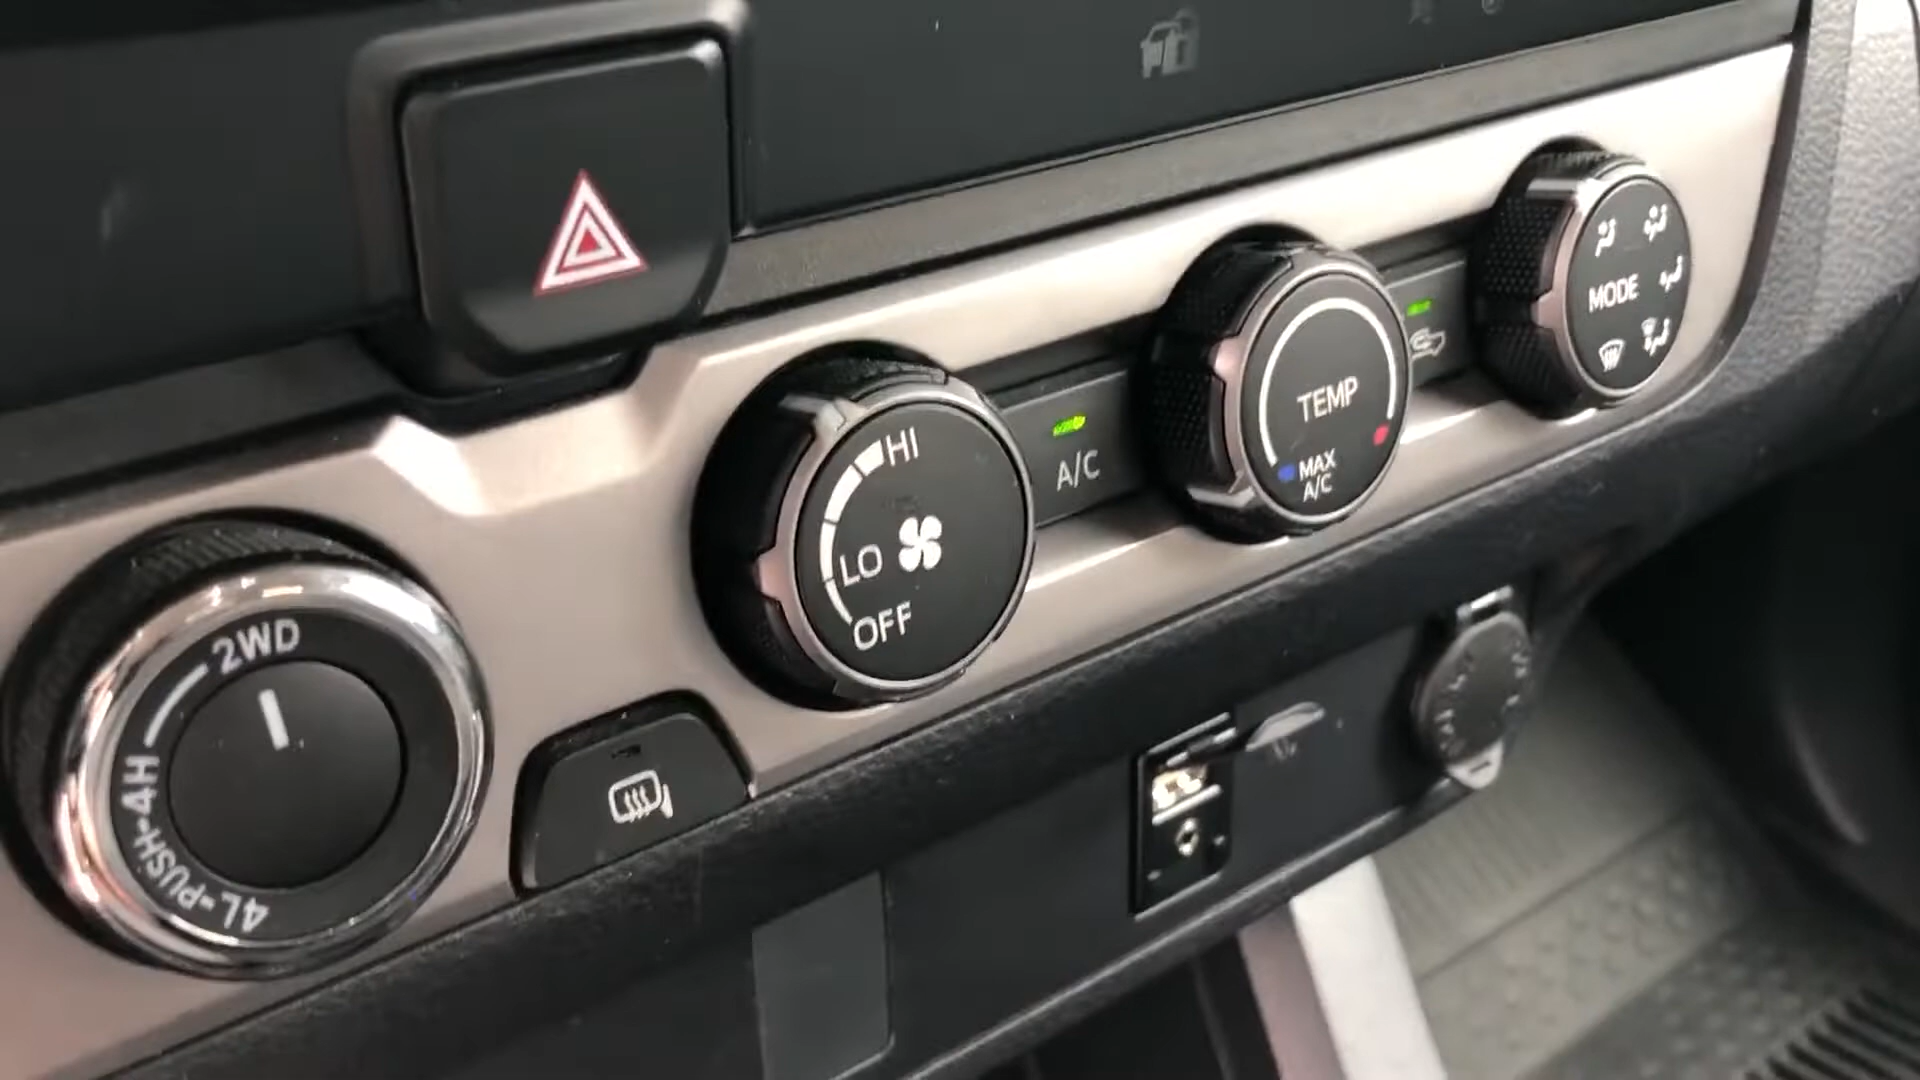 HI
LO
OFF
A/C
TEMP
MAX
A/C
MODE
2WD
4L-PUSH-4H